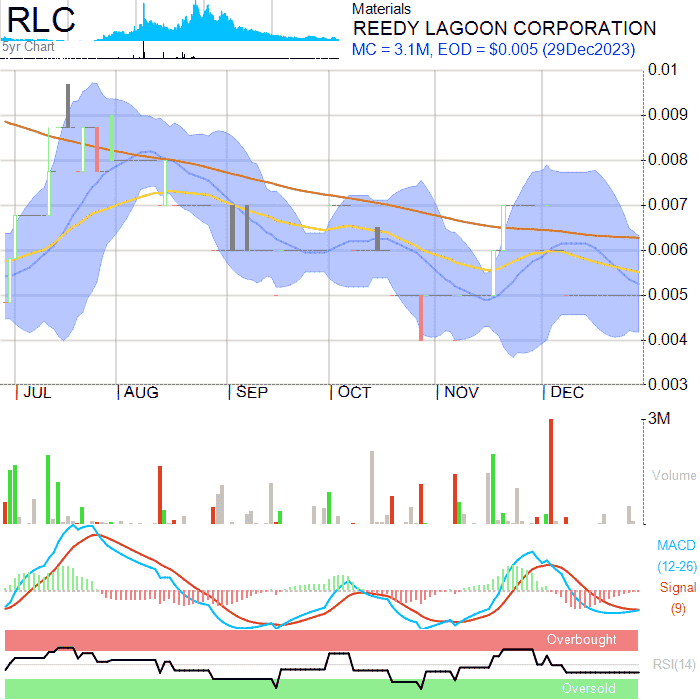 RLC
5yr Chart
Materials
REEDY LAGOON CORPORATION
MC = 3.1M, EOD = $0.005 (29Dec2023)
0.01
0.009
0.008
0.007
0.006
0.005
0.004
0.003
JUL AUG SEP OCT NOV DEC
3M
Volume
MACD
(12-26)
Signal
(9)
Overbought
RSI(14)
Oversold